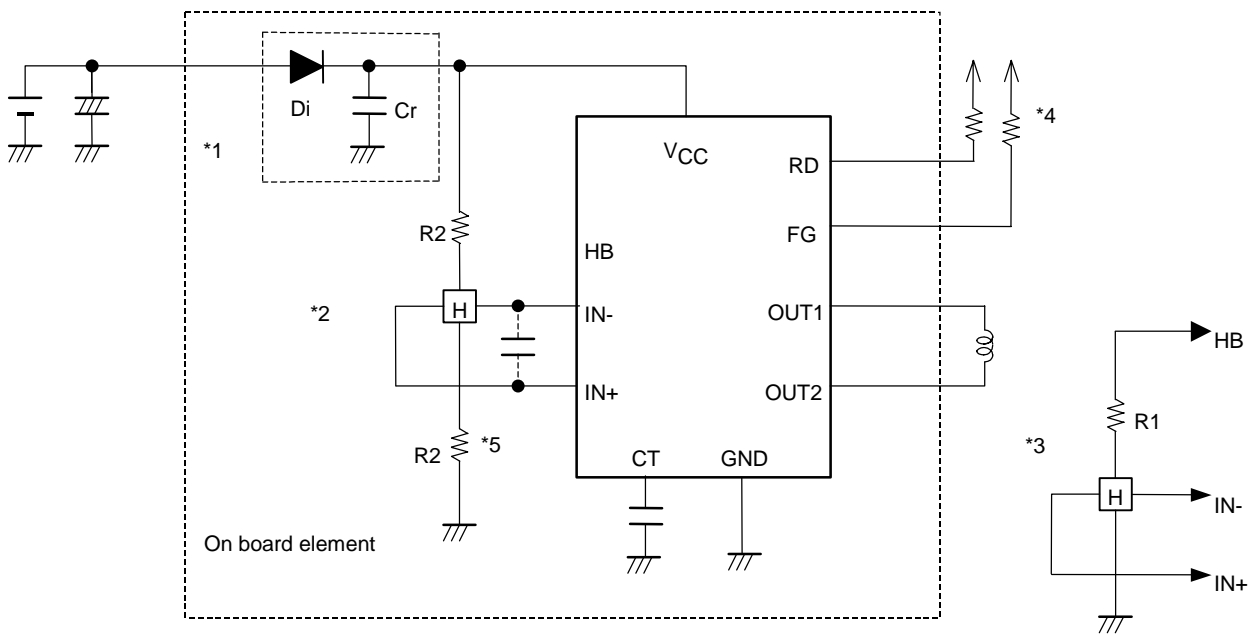 Di
Cr
*1
*4
VCC
RD
R2
FG
HB
*2
H
IN-
OUT1
HB
IN+
OUT2
R1
*3
R2
*5
CT
GND
H
IN-
On board element
IN+